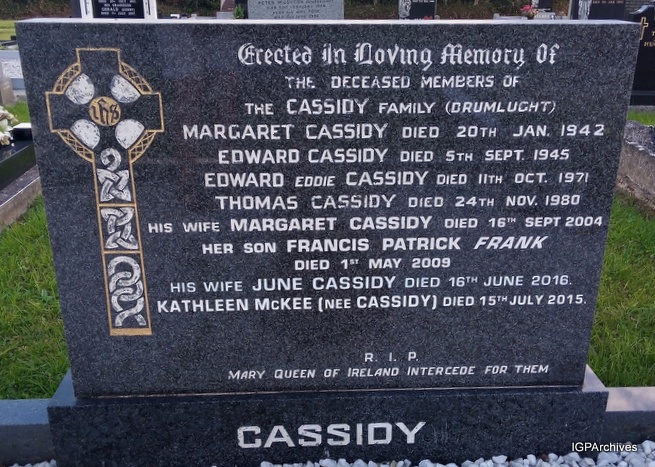 Erected In Loving Memory Of
THE DECEASED MEMBERS OF
THE CASSIDY FAMILY (DRUMLUGHT)
MARGARET CASSIDY DIED 20TH JAN. 1942
EDWARD CASSIDY DIED 5TH SEPT. 1945
EDWARD EDDIE CASSIDY DIED 11TH OCT. 1971
THOMAS CASSIDY DIED 24TH NOV. 1980
HIS WIFE MARGARET CASSIDY DIED 16TH SEPT 2004
HER SON FRANCIS PATRICK FRANK
DIED 1ST MAY 2009
HIS WIFE JUNE CASSIDY DIED 16TH JUNE 2016.
KATHLEEN McKEE (NEE CASSIDY) DIED 15TH JULY 2015.
R. I. P.
MARY QUEEN OF IRELAND INTERCEDE FOR THEM
CASSIDY
IHS
IGPArchives